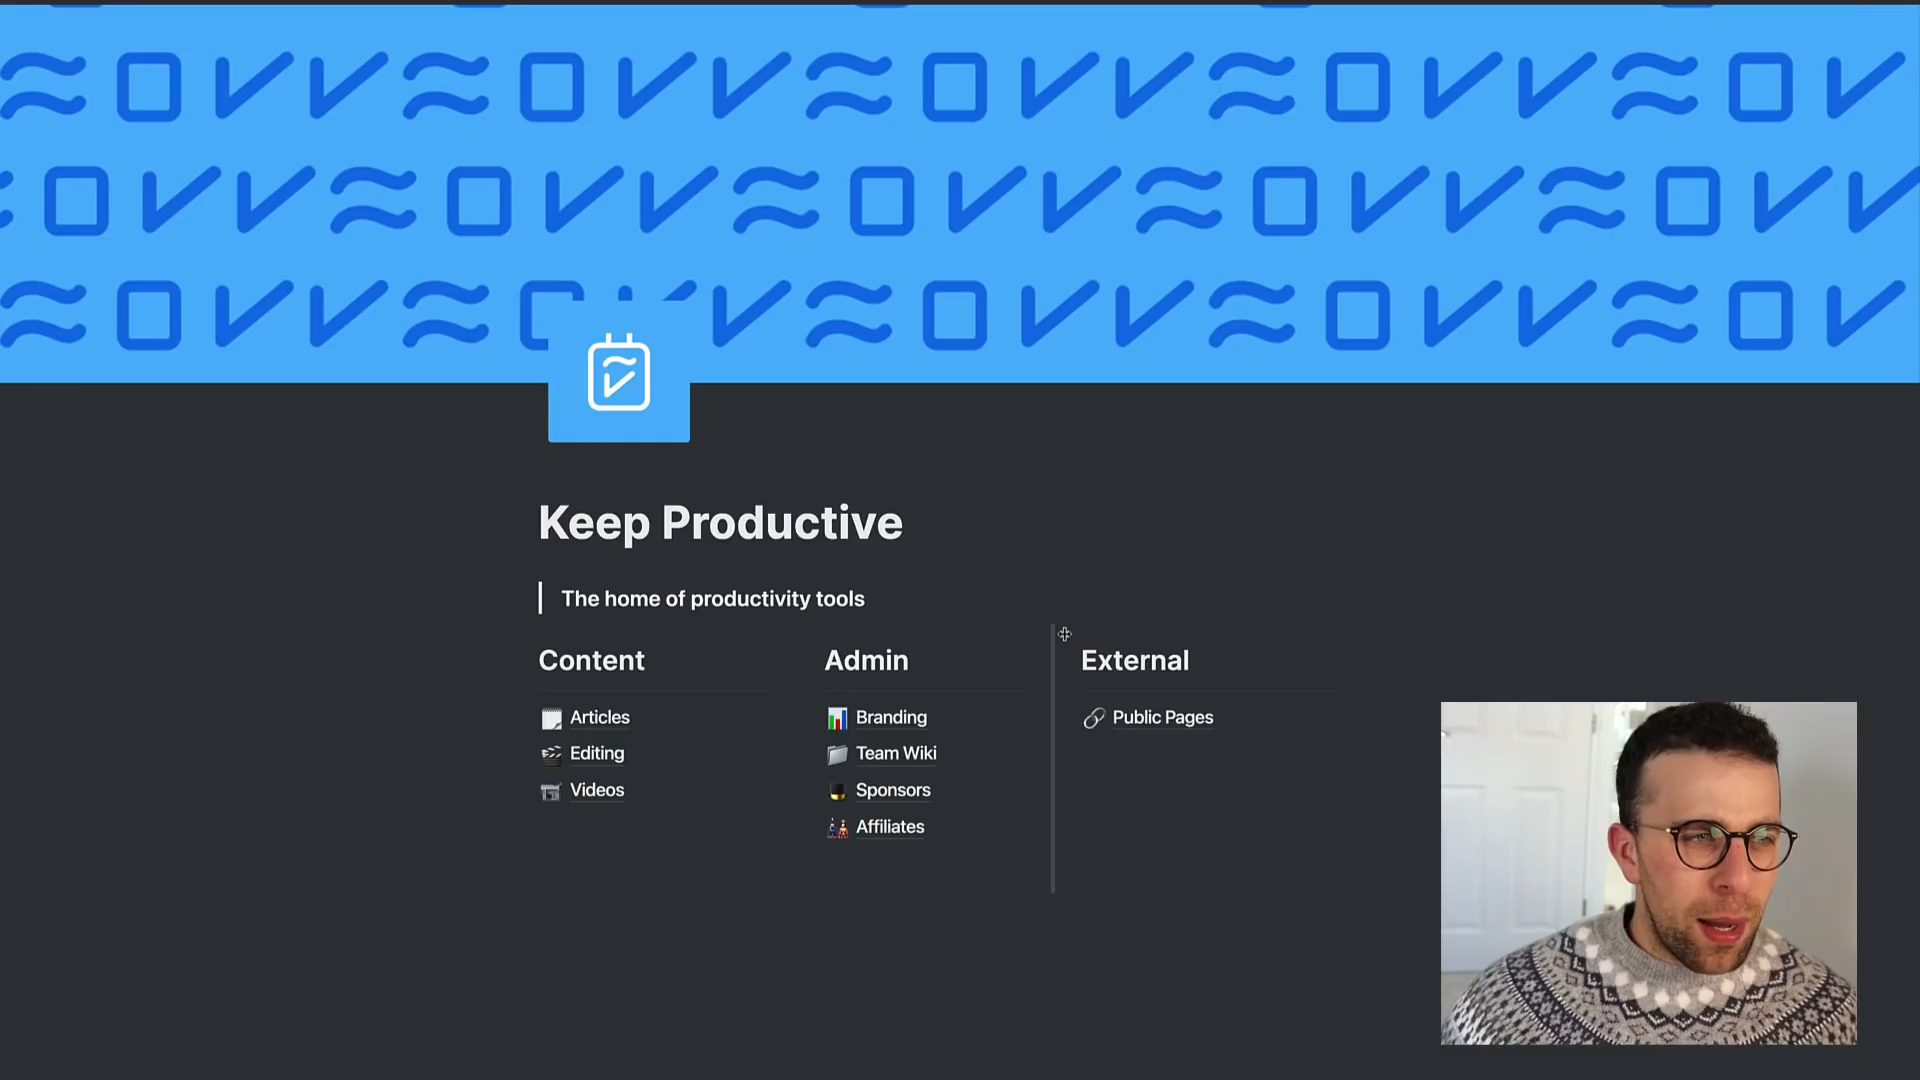 Keep Productive
The home of productivity tools
Content
Articles
Editing
Videos
Admin
Branding
Team Wiki
Sponsors
Affiliates
External
Public Pages